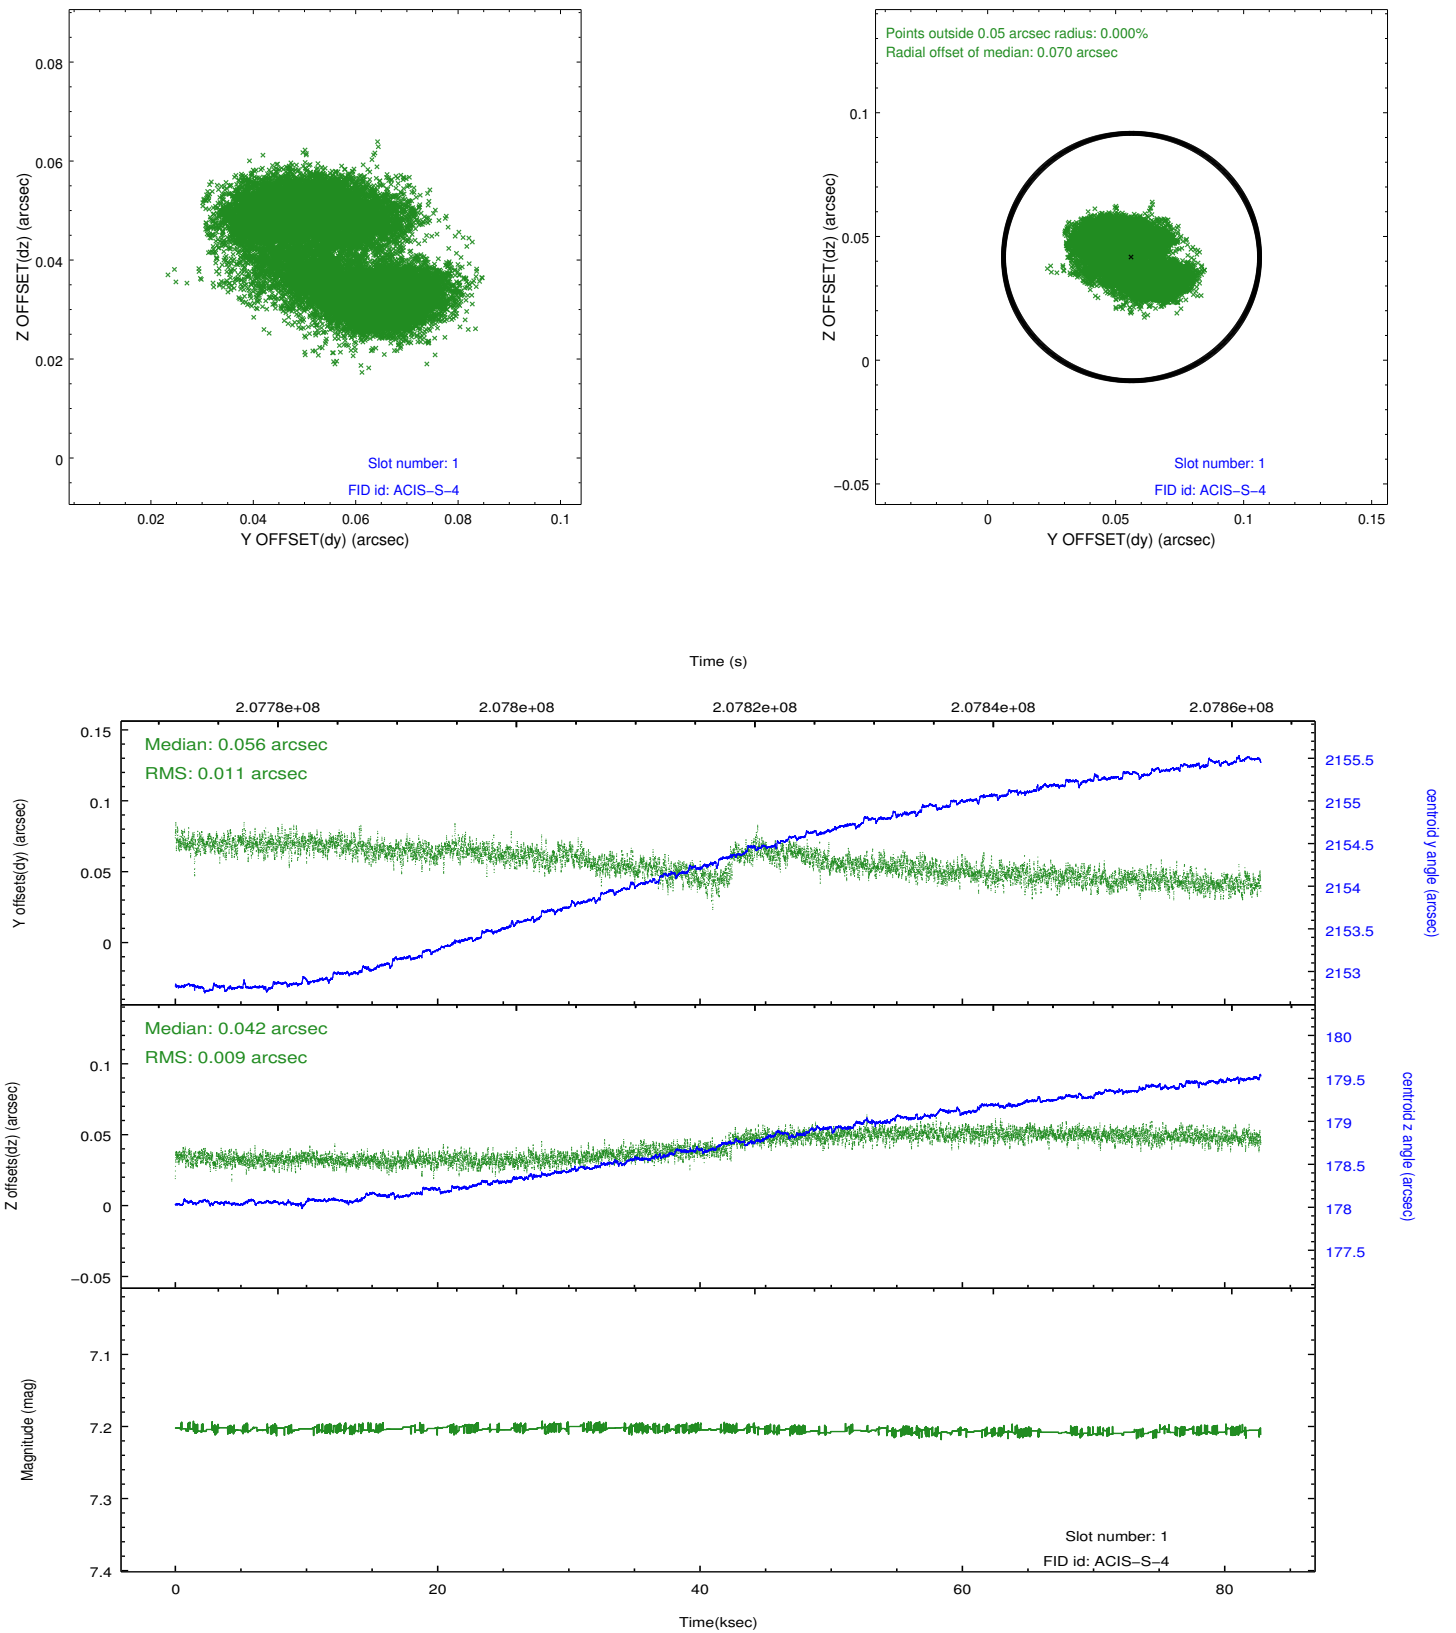 0.08
0.06
0.04
0.02
0
Z OFFSET(dz) (arcsec)
Slot number: 1
FID id: ACIS−S−4
0.02 0.04 0.06 0.08 0.1
Y OFFSET(dy) (arcsec)
Points outside 0.05 arcsec radius: 0.000%
Radial offset of median: 0.070 arcsec
0.1
0.05
0
−0.05
Z OFFSET(dz) (arcsec)
Slot number: 1
FID id: ACIS−S−4
0 0.05 0.1 0.15
Y OFFSET(dy) (arcsec)
Time (s)
2.0778e+08 2.078e+08 2.0782e+08 2.0784e+08 2.0786e+08
Median: 0.056 arcsec
RMS: 0.011 arcsec
0.15
0.1
0.05
0
Y offsets(dy) (arcsec)
2155.5
2155
2154.5
2154
2153.5
2153
centroid y angle (arcsec)
Median: 0.042 arcsec
RMS: 0.009 arcsec
0.1
0.05
0
−0.05
Z offsets(dz) (arcsec)
180
179.5
179
178.5
178
177.5
centroid z angle (arcsec)
7.1
7.2
7.3
7.4
Magnitude (mag)
Slot number: 1
FID id: ACIS−S−4
0 20 40 60 80
Time(ksec)